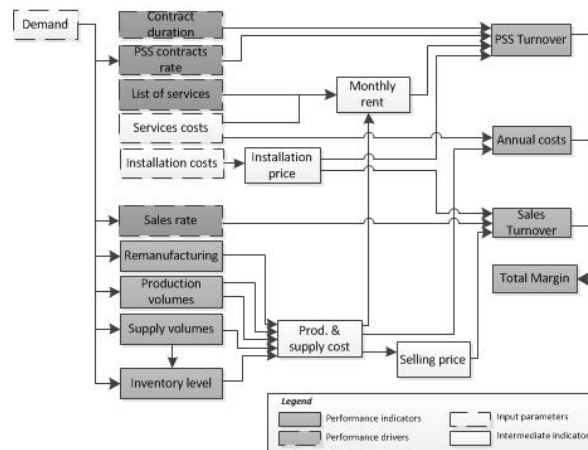 Demand
Contract
duration
PSS contracts
rate
List of services
Services costs
Installation costs
Installation
price
Monthly
rent
PSS Turnover
Annual costs
Sales rate
Sales
Turnover
Remanufacturing
Production
volumes
Total Margin
Supply volumes
Prod. &
supply cost
Selling price
Inventory level
Legend
Performance indicators
Input parameters
Performance drivers
Intermediate indicator